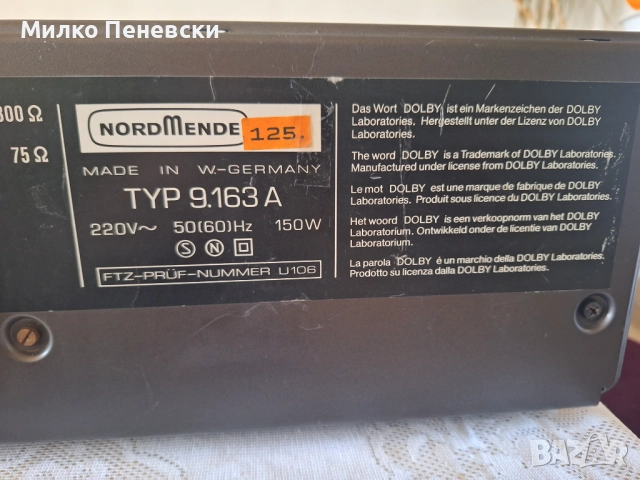 Милко Пеневски
300 Ω
75 Ω
NORDMENDE
125.
MADE IN W-GERMANY
TYP 9.163 A
220V~ 50(60)Hz 150W
S N
FTZ-PRÜF-NUMMER U106
Das Wort DOLBY ist ein Markenzeichen der DOLBY
Laboratories. Hergestellt unter der Lizenz von DOLBY
Laboratories.
The word DOLBY is a Trademark of DOLBY Laboratories.
Manufactured under license from DOLBY Laboratories.
Le mot DOLBY est une marque de fabrique de DOLBY
Laboratories. Produit sous licence du DOLBY Laboratories.
Het woord DOLBY is een verkoopnorm van het DOLBY
Laboratorium. Ontwikkeld onder de licentie van DOLBY
Laboratorium.
La parola DOLBY é un marchio della DOLBY Laboratories.
Prodotto su licenza dalla DOLBY Laboratories.
BAZAR